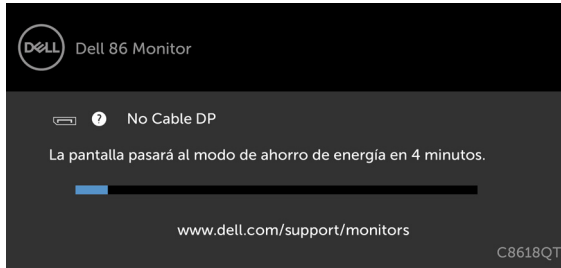 DELL
Dell 86 Monitor
? No Cable DP
La pantalla pasará al modo de ahorro de energía en 4 minutos.
www.dell.com/support/monitors
C8618QT